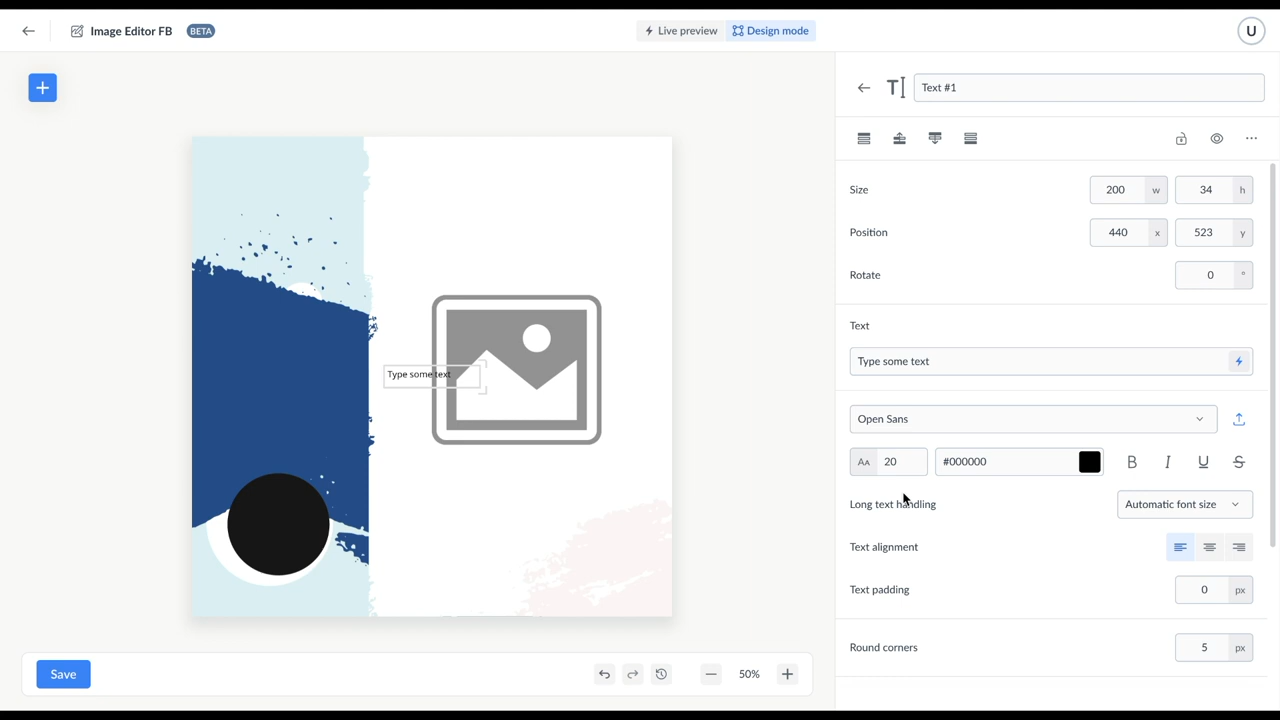 Image Editor FB BETA Live preview Design mode U
Text #1
Size 200 w 34 h
Position 440 x 523 y
Rotate 0 °
Text
Type some text
Type some text
Open Sans
AA 20 #000000 B I U S
Long text handling Automatic font size
Text alignment
Text padding 0 px
Round corners 5 px
Save 50%